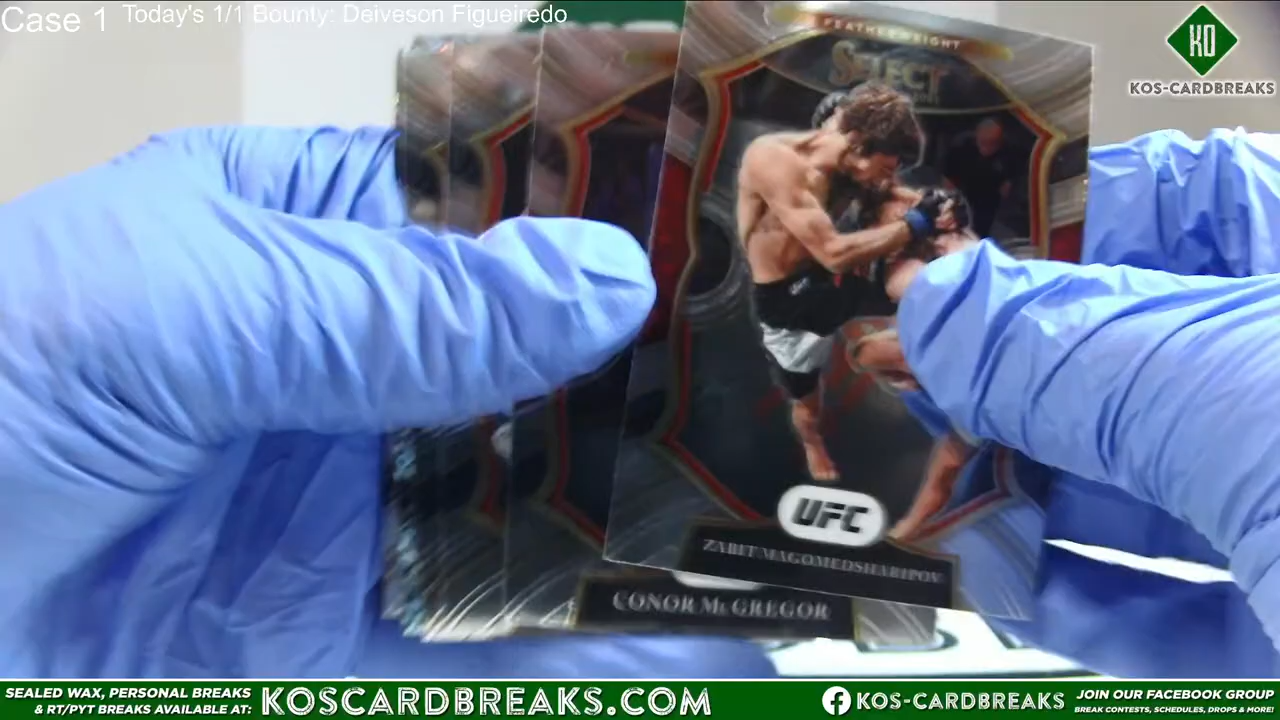 Case 1
Today's 1/1 Bounty: Deiveson Figueiredo
KO
KOS-CARDBREAKS
FEATHERWEIGHT
SELECT
UFC
ZABIT MAGOMEDSHARIPOV
CONOR McGREGOR
SEALED WAX, PERSONAL BREAKS
& RT/PYT BREAKS AVAILABLE AT:
KOSCARDBREAKS.COM
KOS-CARDBREAKS
JOIN OUR FACEBOOK GROUP
BREAK CONTESTS, SCHEDULES, DROPS & MORE!